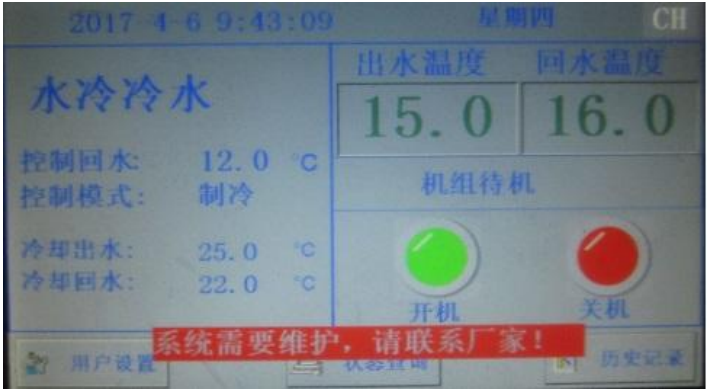 2017-4-6 9:43:09 星期四 CH
水冷冷水
出水温度 回水温度
15.0 16.0
控制回水: 12.0 °C
控制模式: 制冷
机组待机
冷却出水: 25.0 °C
冷却回水: 22.0 °C
开机 关机
系统需要维护，请联系厂家！
用户设置 状态查询 历史记录